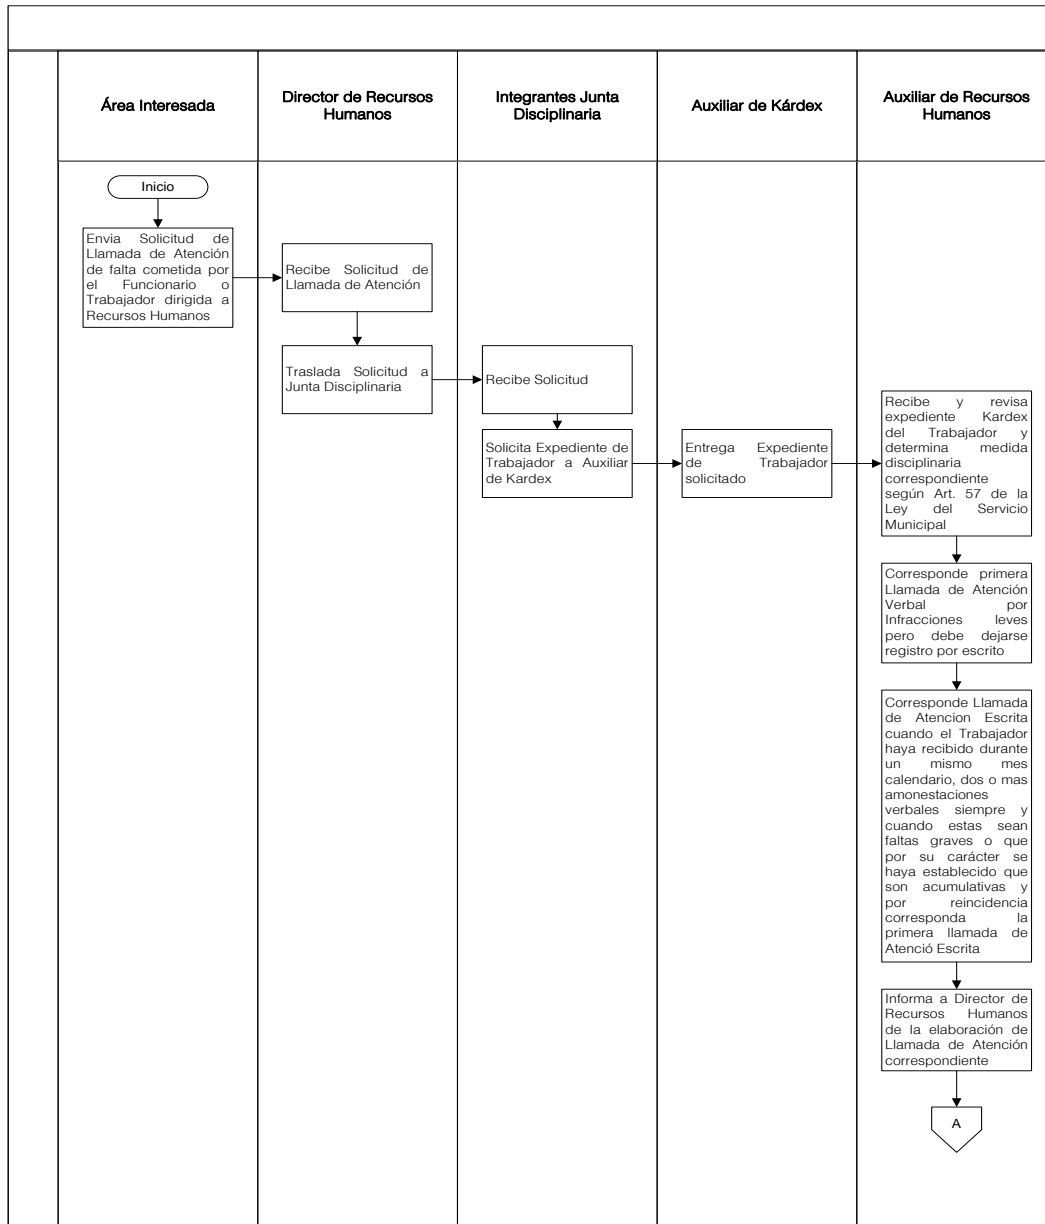 Área Interesada
Director de Recursos
Humanos
Integrantes Junta
Disciplinaria
Auxiliar de Kárdex
Auxiliar de Recursos
Humanos
Inicio
Envia Solicitud de
Llamada de Atención
de falta cometida por
el Funcionario o
Trabajador dirigida a
Recursos Humanos
Recibe Solicitud de
Llamada de Atención
Traslada Solicitud a
Junta Disciplinaria
Recibe Solicitud
Solicita Expediente de
Trabajador a Auxiliar
de Kardex
Entrega Expediente
de Trabajador
solicitado
Recibe y revisa
expediente Kardex
del Trabajador y
determina medida
disciplinaria
correspondiente
según Art. 57 de la
Ley del Servicio
Municipal
Corresponde primera
Llamada de Atención
Verbal por
Infracciones leves
pero debe dejarse
registro por escrito
Corresponde Llamada
de Atencion Escrita
cuando el Trabajador
haya recibido durante
un mismo mes
calendario, dos o mas
amonestaciones
verbales siempre y
cuando estas sean
faltas graves o que
por su carácter se
haya establecido que
son acumulativas y
por reincidencia
corresponda la
primera llamada de
Atenció Escrita
Informa a Director de
Recursos Humanos
de la elaboración de
Llamada de Atención
correspondiente
A